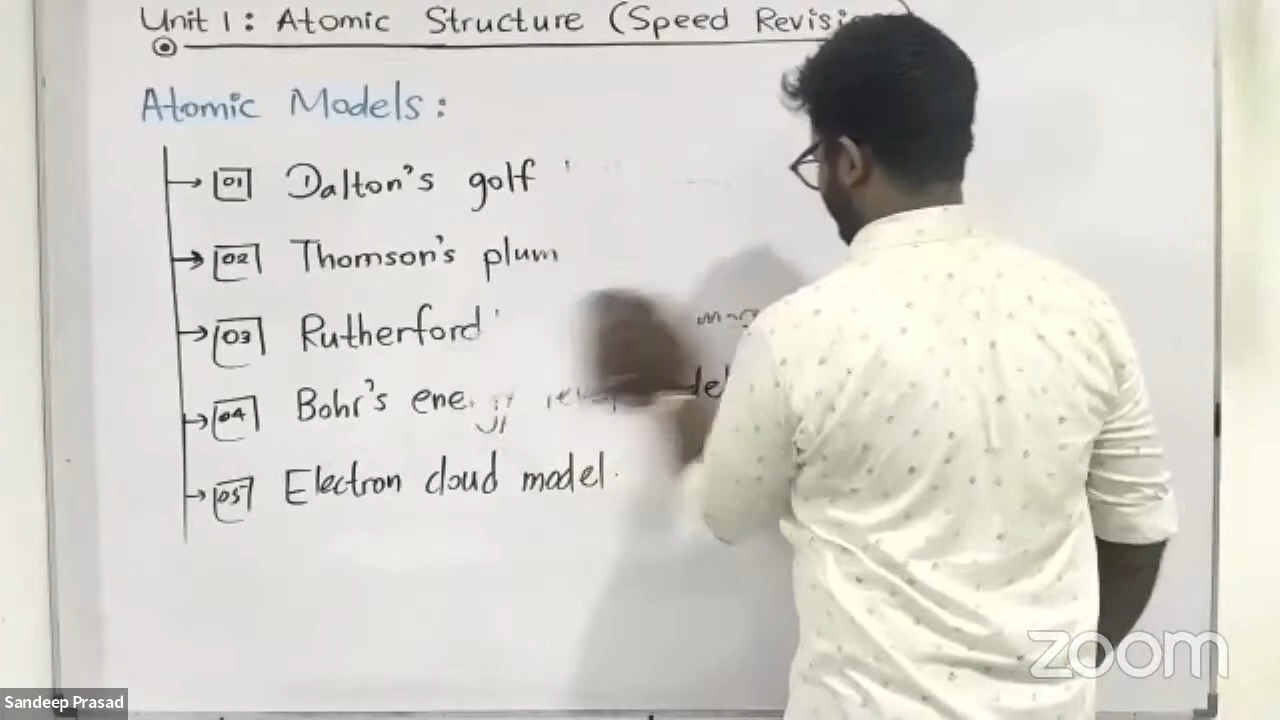 Unit 1: Atomic Structure (Speed
Atomic Models:
01 Dalton's golf
02 Thomson's plum
03 Rutherford'
04 Bohr's
05 Electron cloud model.
zoom
Sandeep Prasad